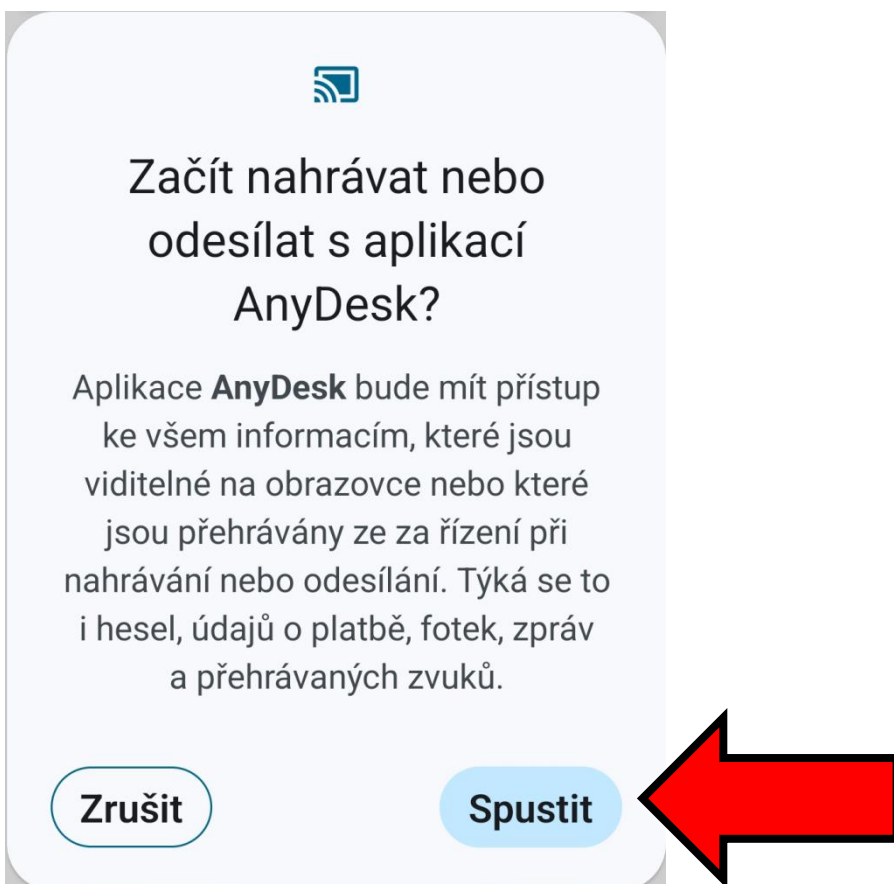 Začít nahrávat nebo
odesílat s aplikací
AnyDesk?
Aplikace AnyDesk bude mít přístup
ke všem informacím, které jsou
viditelné na obrazovce nebo které
jsou přehrávány ze za řízení při
nahrávání nebo odesílání. Týká se to
i hesel, údajů o platbě, fotek, zpráv
a přehrávaných zvuků.
Zrušit
Spustit